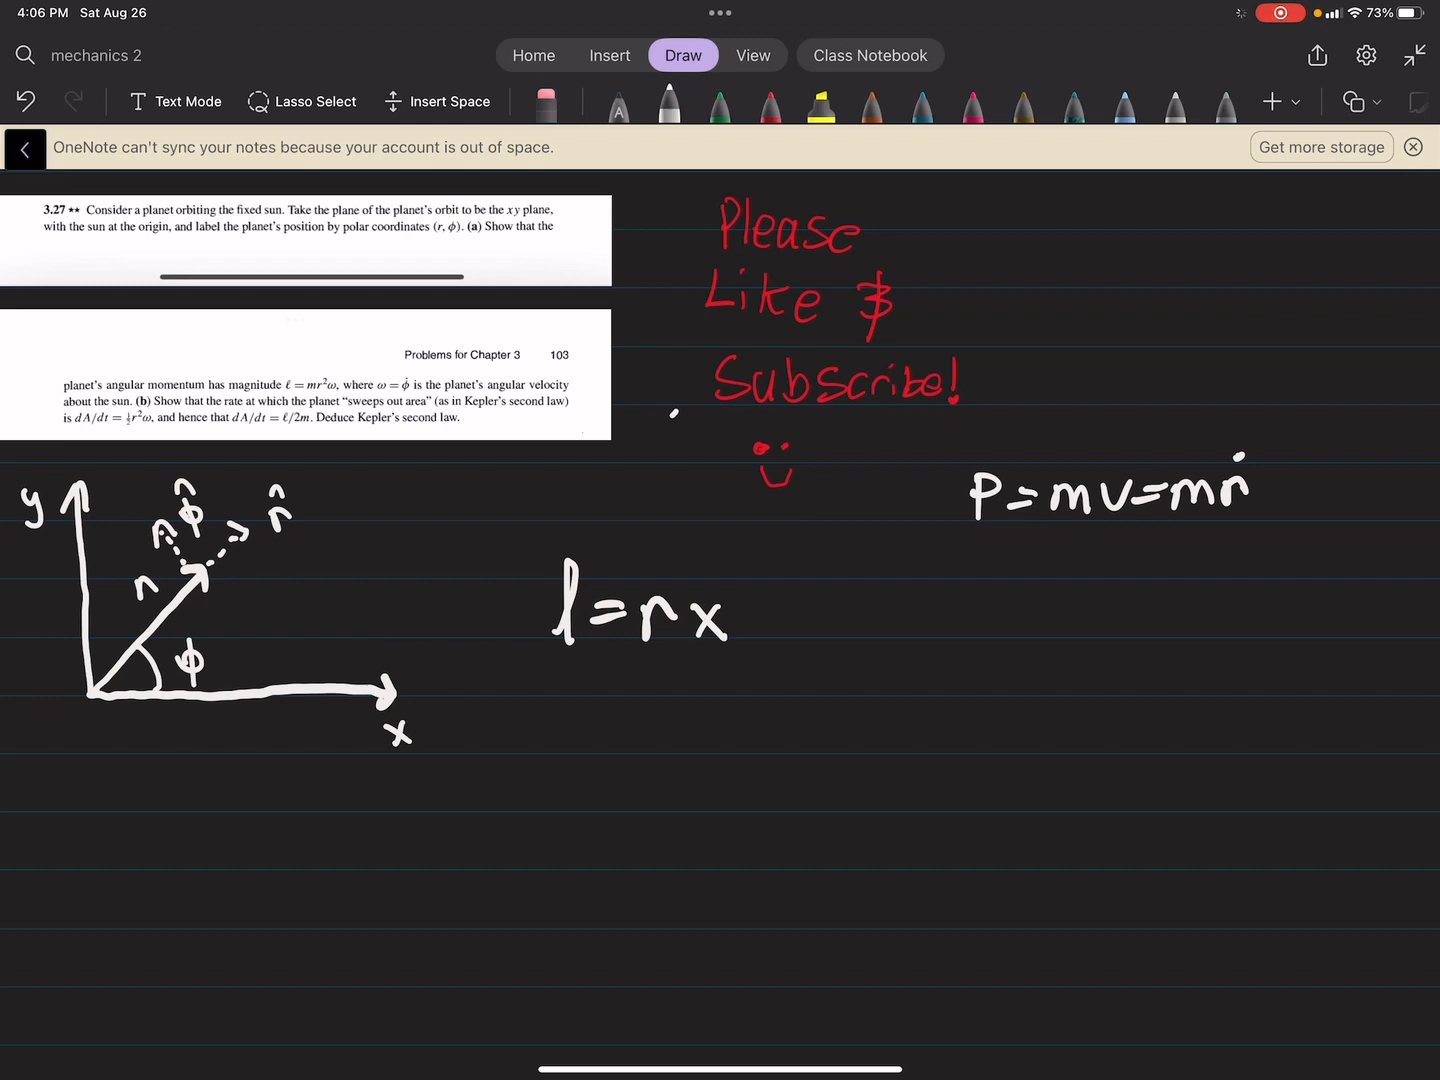 4:06 PM Sat Aug 26
73%
mechanics 2
Home Insert Draw View Class Notebook
Text Mode Lasso Select Insert Space
A
OneNote can't sync your notes because your account is out of space.
Get more storage
3.27 ★★ Consider a planet orbiting the fixed sun. Take the plane of the planet's orbit to be the xy plane,
with the sun at the origin, and label the planet's position by polar coordinates (r, ϕ). (a) Show that the
Problems for Chapter 3 103
planet's angular momentum has magnitude ℓ = mr²ω, where ω = ϕ̇ is the planet's angular velocity
about the sun. (b) Show that the rate at which the planet "sweeps out area" (as in Kepler's second law)
is dA/dt = ½r²ω, and hence that dA/dt = ℓ/2m. Deduce Kepler's second law.
Please
Like &
Subscribe!
y
ϕ̂
r̂
r
ϕ
x
P = mv = mṙ
l = r x